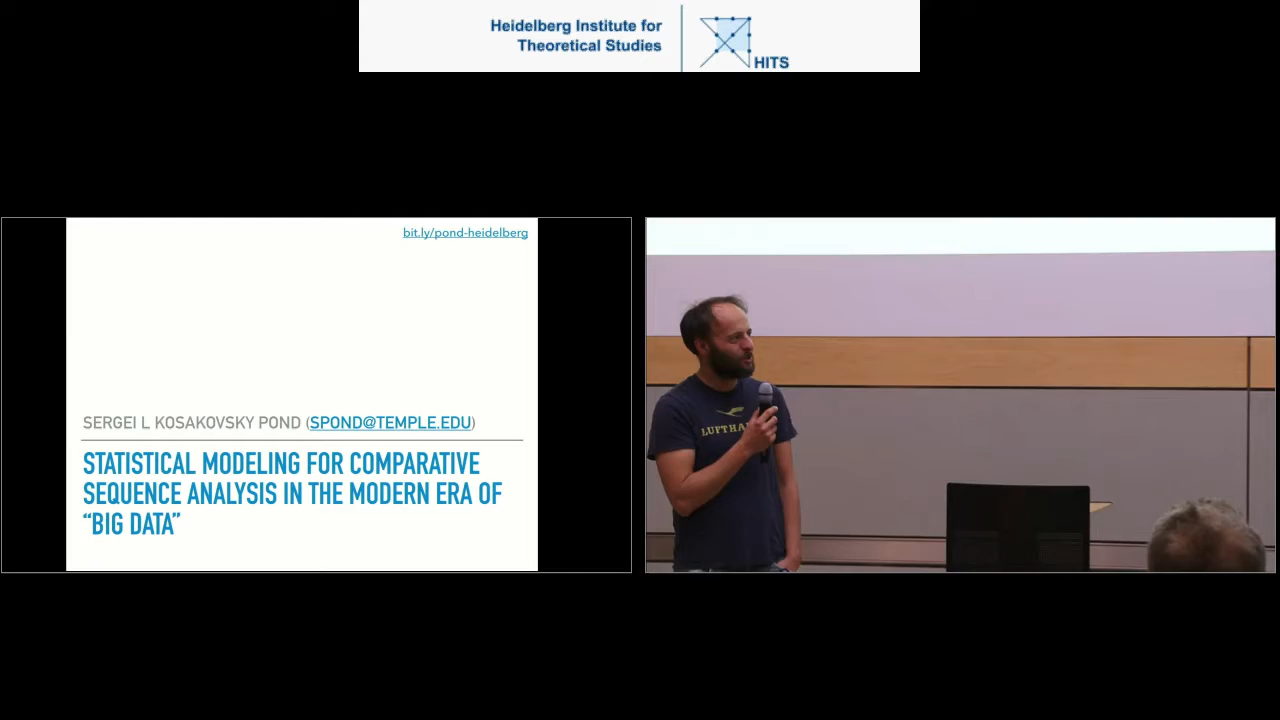 Heidelberg Institute for
Theoretical Studies
HITS
bit.ly/pond-heidelberg
SERGEI L KOSAKOVSKY POND (SPOND@TEMPLE.EDU)
STATISTICAL MODELING FOR COMPARATIVE
SEQUENCE ANALYSIS IN THE MODERN ERA OF
“BIG DATA”